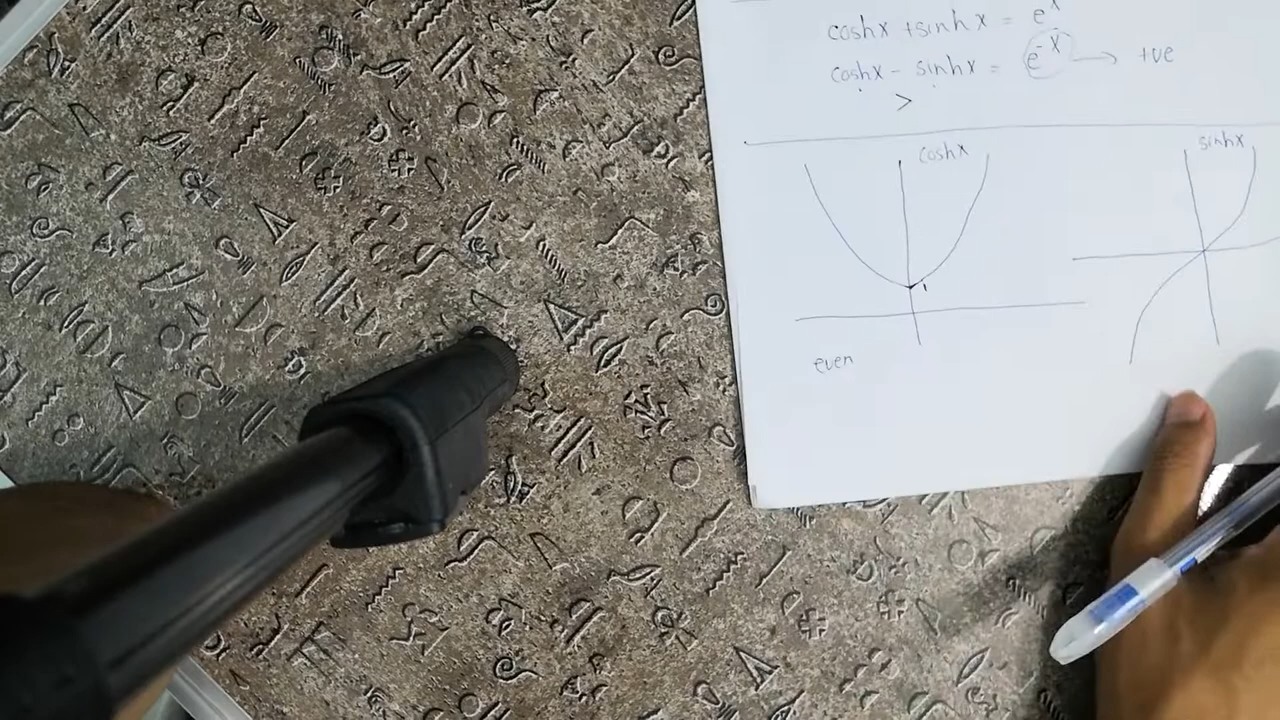 coshx + sinhx = e^x
coshx - sinhx = e^-x → +ve
>
coshx
sinhx
1
even